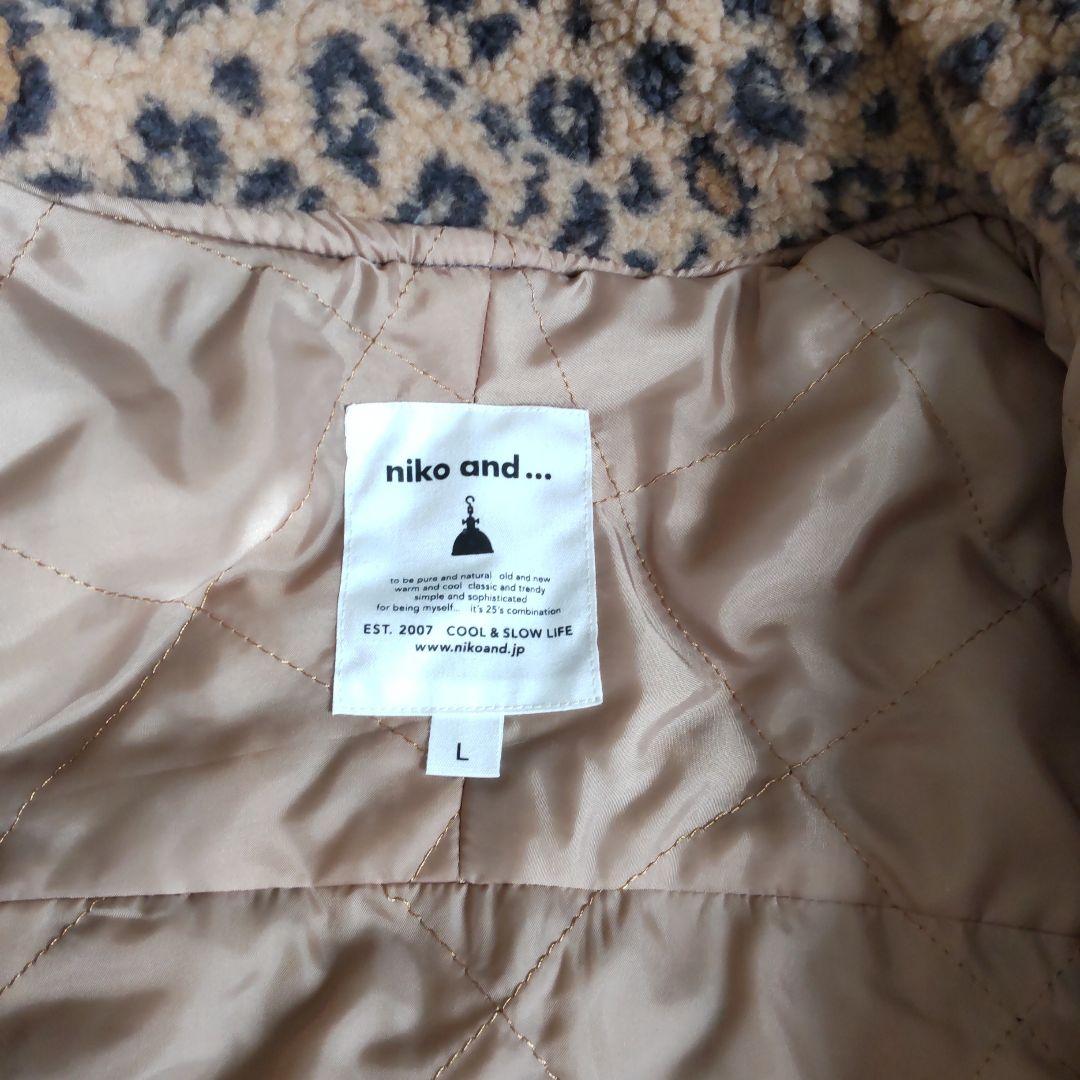 niko and...
to be pure and natural old and new
warm and cool classic and trendy
simple and sophisticated
for being myself... it's 25's combination
EST. 2007 COOL & SLOW LIFE
www.nikoand.jp
L